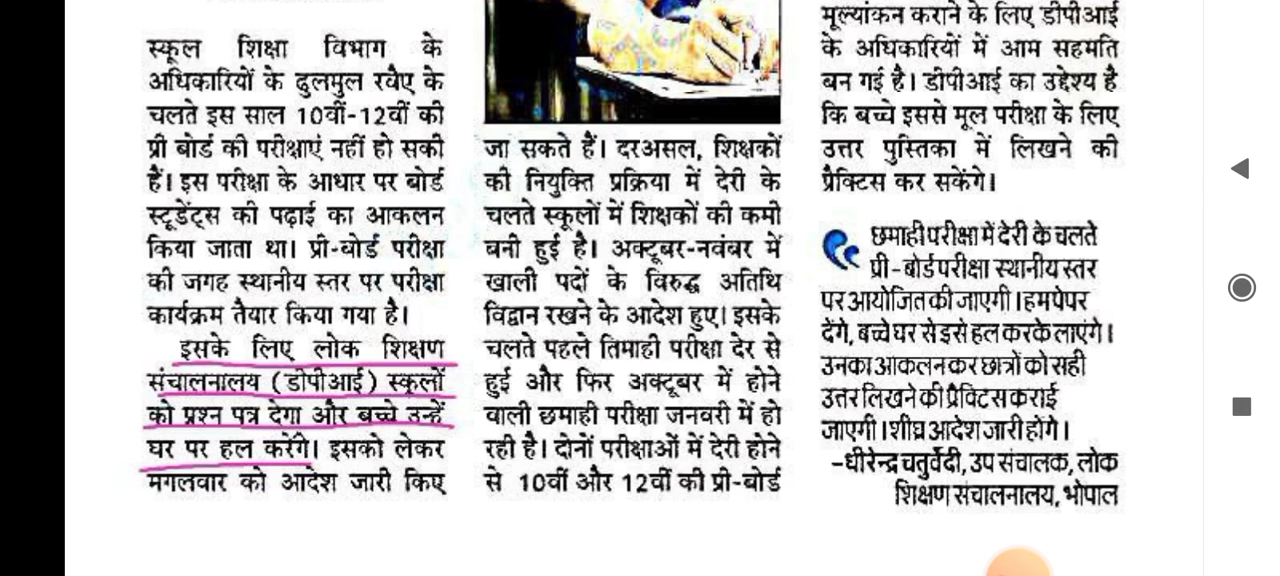 स्कूल शिक्षा विभाग के
अधिकारियों के ढुलमुल रवैए के
चलते इस साल 10वीं-12वीं की
प्री बोर्ड की परीक्षाएं नहीं हो सकी
हैं। इस परीक्षा के आधार पर बोर्ड
स्टूडेंट्स की पढ़ाई का आकलन
किया जाता था। प्री-बोर्ड परीक्षा
की जगह स्थानीय स्तर पर परीक्षा
कार्यक्रम तैयार किया गया है।
इसके लिए लोक शिक्षण
संचालनालय (डीपीआई) स्कूलों
को प्रश्न पत्र देगा और बच्चे उन्हें
घर पर हल करेंगे। इसको लेकर
मंगलवार को आदेश जारी किए
जा सकते हैं। दरअसल, शिक्षकों
की नियुक्ति प्रक्रिया में देरी के
चलते स्कूलों में शिक्षकों की कमी
बनी हुई है। अक्टूबर-नवंबर में
खाली पदों के विरुद्ध अतिथि
विद्वान रखने के आदेश हुए। इसके
चलते पहले तिमाही परीक्षा देर से
हुई और फिर अक्टूबर में होने
वाली छमाही परीक्षा जनवरी में हो
रही है। दोनों परीक्षाओं में देरी होने
से 10वीं और 12वीं की प्री-बोर्ड
मूल्यांकन कराने के लिए डीपीआई
के अधिकारियों में आम सहमति
बन गई है। डीपीआई का उद्देश्य है
कि बच्चे इससे मूल परीक्षा के लिए
उत्तर पुस्तिका में लिखने की
प्रैक्टिस कर सकेंगे।
छमाही परीक्षा में देरी के चलते
प्री-बोर्ड परीक्षा स्थानीय स्तर
पर आयोजित की जाएगी। हम पेपर
देंगे, बच्चे घर से इसे हल करके लाएंगे।
उनका आकलन कर छात्रों को सही
उत्तर लिखने की प्रैक्टिस कराई
जाएगी। शीघ्र आदेश जारी होंगे।
-धीरेन्द्र चतुर्वेदी, उप संचालक, लोक
शिक्षण संचालनालय, भोपाल